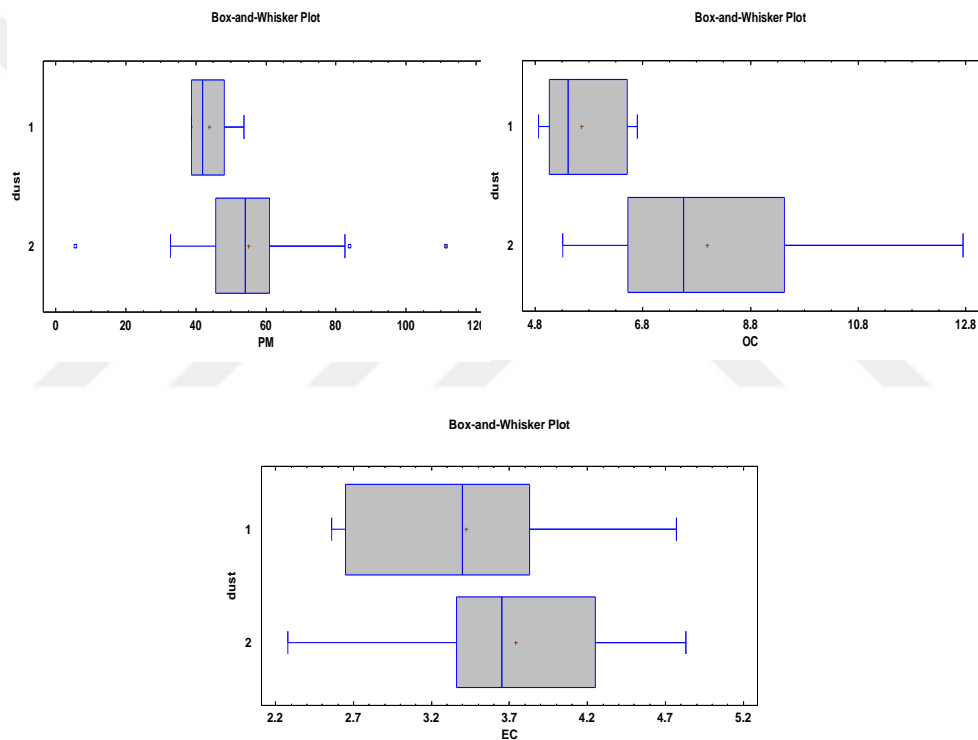 Box-and-Whisker Plot
1
dust
2
0 20 40 60 80 100
PM
Box-and-Whisker Plot
1
dust
2
4.8 6.8 8.8 10.8 12.8
OC
Box-and-Whisker Plot
1
dust
2
2.2 2.7 3.2 3.7 4.2 4.7 5.2
EC